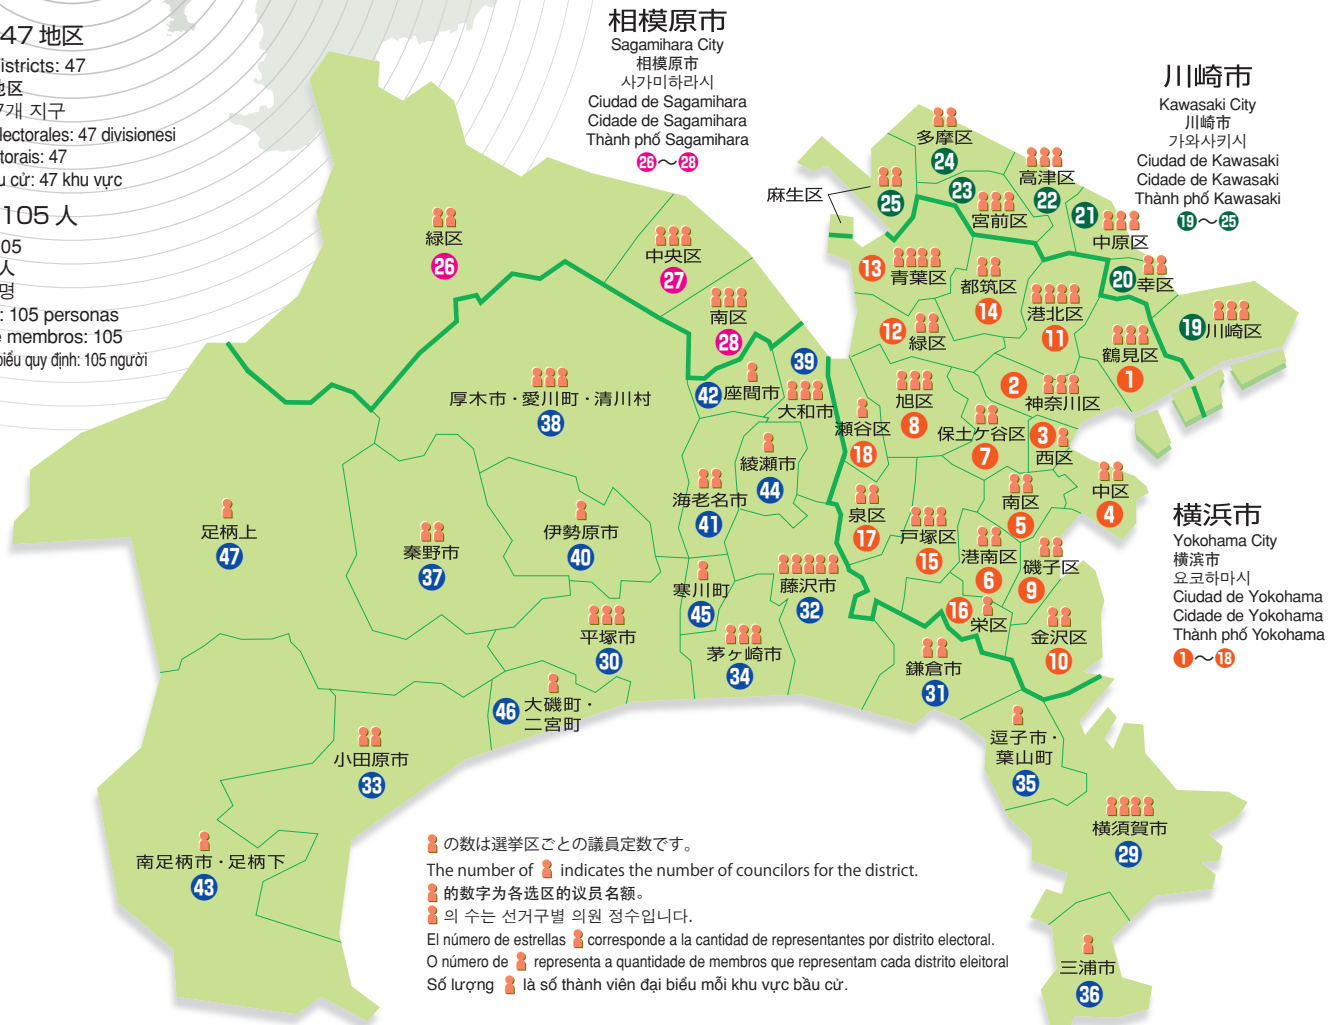 47 地区
istricts: 47
地区
7개 지구
lectorales: 47 divisionesi
torais: 47
u cử: 47 khu vực
105 人
05
人
명
: 105 personas
e membros: 105
biểu quy định: 105 người
相模原市
Sagamihara City
相模原市
사가미하라시
Ciudad de Sagamihara
Cidade de Sagamihara
Thành phố Sagamihara
26～28
川崎市
Kawasaki City
川崎市
가와사키시
Ciudad de Kawasaki
Cidade de Kawasaki
Thành phố Kawasaki
19～25
多摩区
24
麻生区
25
23
宮前区
高津区
22
21
中原区
20
幸区
19
川崎区
緑区
26
中央区
27
南区
28
13
青葉区
都筑区
14
港北区
11
12
緑区
鶴見区
1
2
神奈川区
旭区
8
保土ケ谷区
7
3
西区
瀬谷区
18
中区
4
南区
5
泉区
17
戸塚区
15
港南区
6
磯子区
9
16
栄区
金沢区
10
横浜市
Yokohama City
横滨市
요코하마시
Ciudad de Yokohama
Cidade de Yokohama
Thành phố Yokohama
1～18
39
大和市
42
座間市
厚木市・愛川町・清川村
38
綾瀬市
44
海老名市
41
足柄上
47
秦野市
37
伊勢原市
40
寒川町
45
藤沢市
32
平塚市
30
茅ヶ崎市
34
鎌倉市
31
46
大磯町・
二宮町
小田原市
33
逗子市・
葉山町
35
横須賀市
29
南足柄市・足柄下
43
三浦市
36
の数は選挙区ごとの議員定数です。
The number of indicates the number of councilors for the district.
的数字为各选区的议员名额。
의 수는 선거구별 의원 정수입니다.
El número de estrellas corresponde a la cantidad de representantes por distrito electoral.
O número de representa a quantidade de membros que representam cada distrito eleitoral
Số lượng là số thành viên đại biểu mỗi khu vực bầu cử.